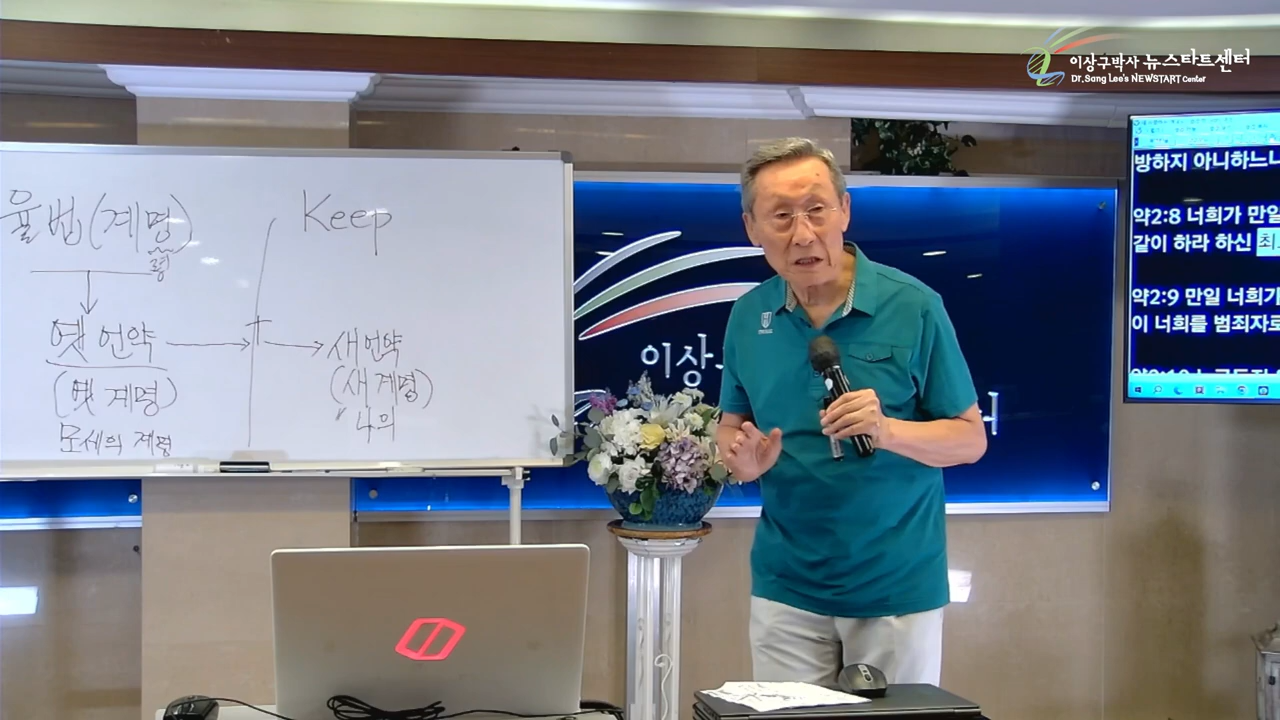 이상구박사 뉴스타트센터
Dr. Sang Lee's NEWSTART Center
율법(계명)
령
Keep
옛 언약
새언약
(옛 계명)
(새 계명)
모세의 계명
나의
이상
방하지 아니하느냐
약2:8 너희가 만일
같이 하라 하신 최
약2:9 만일 너희가
이 너희를 범죄자로